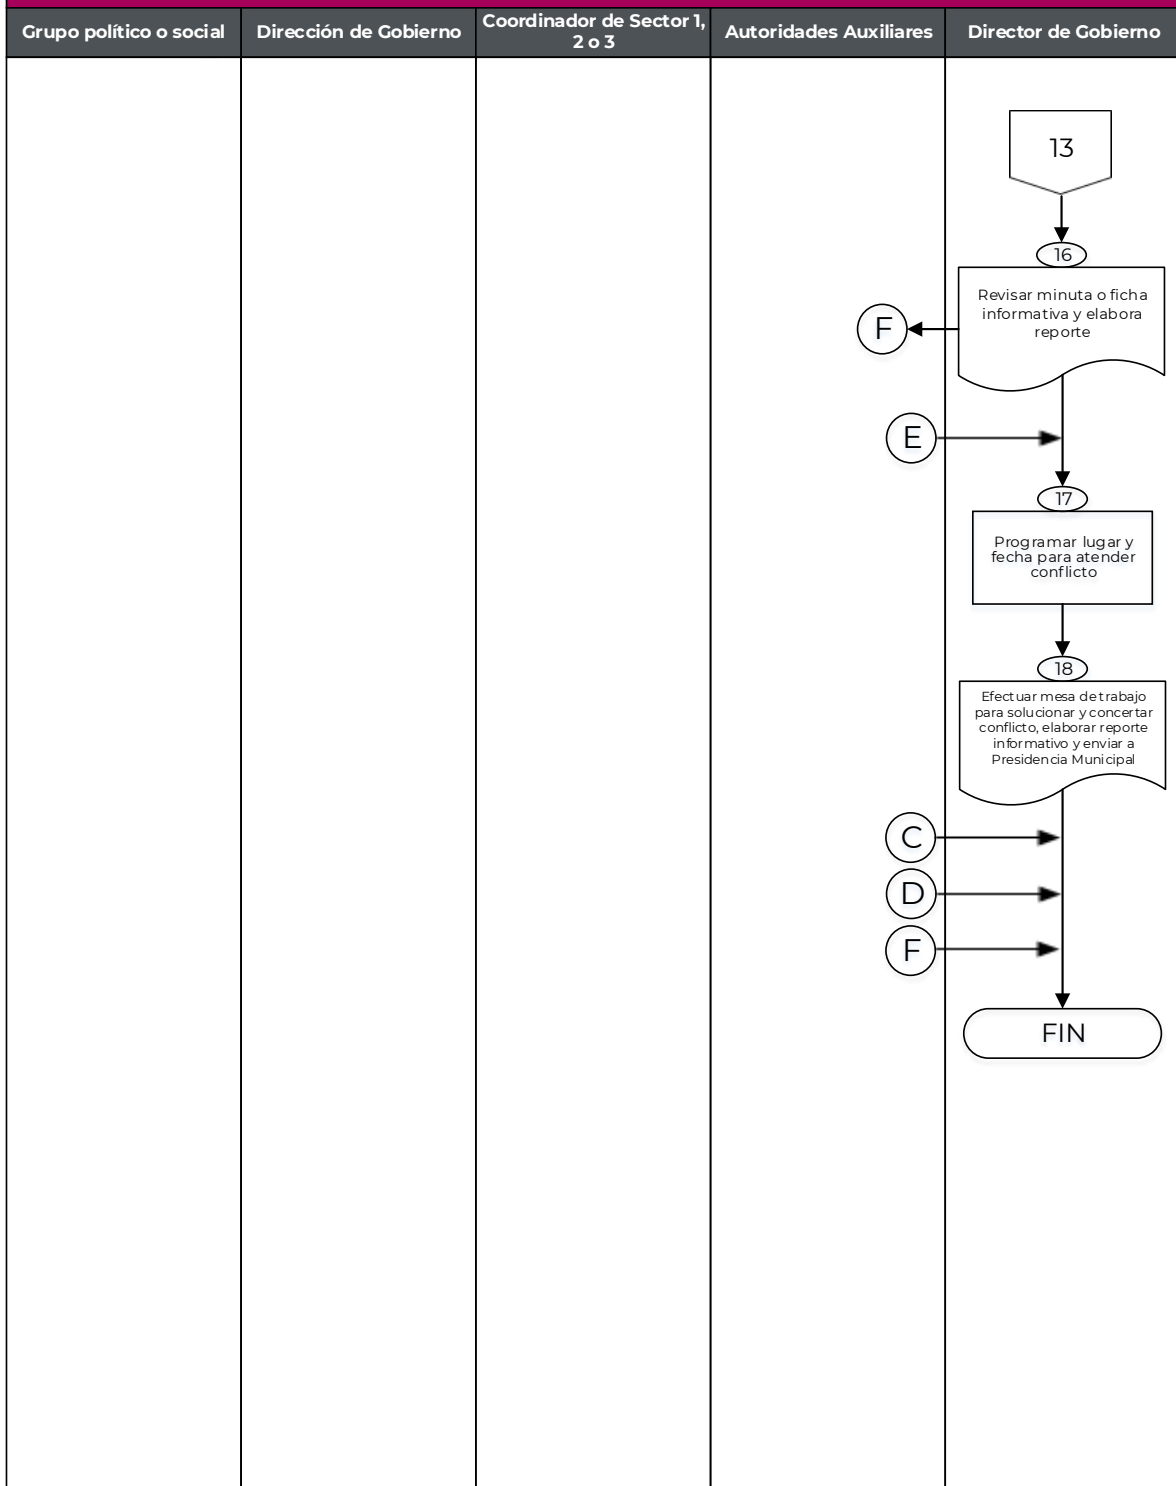 Grupo político o social
Dirección de Gobierno
Coordinador de Sector 1,
2 o 3
Autoridades Auxiliares
Director de Gobierno
13
16
Revisar minuta o ficha
informativa y elabora
reporte
F
E
17
Programar lugar y
fecha para atender
conflicto
18
Efectuar mesa de trabajo
para solucionar y concertar
conflicto, elaborar reporte
informativo y enviar a
Presidencia Municipal
C
D
F
FIN